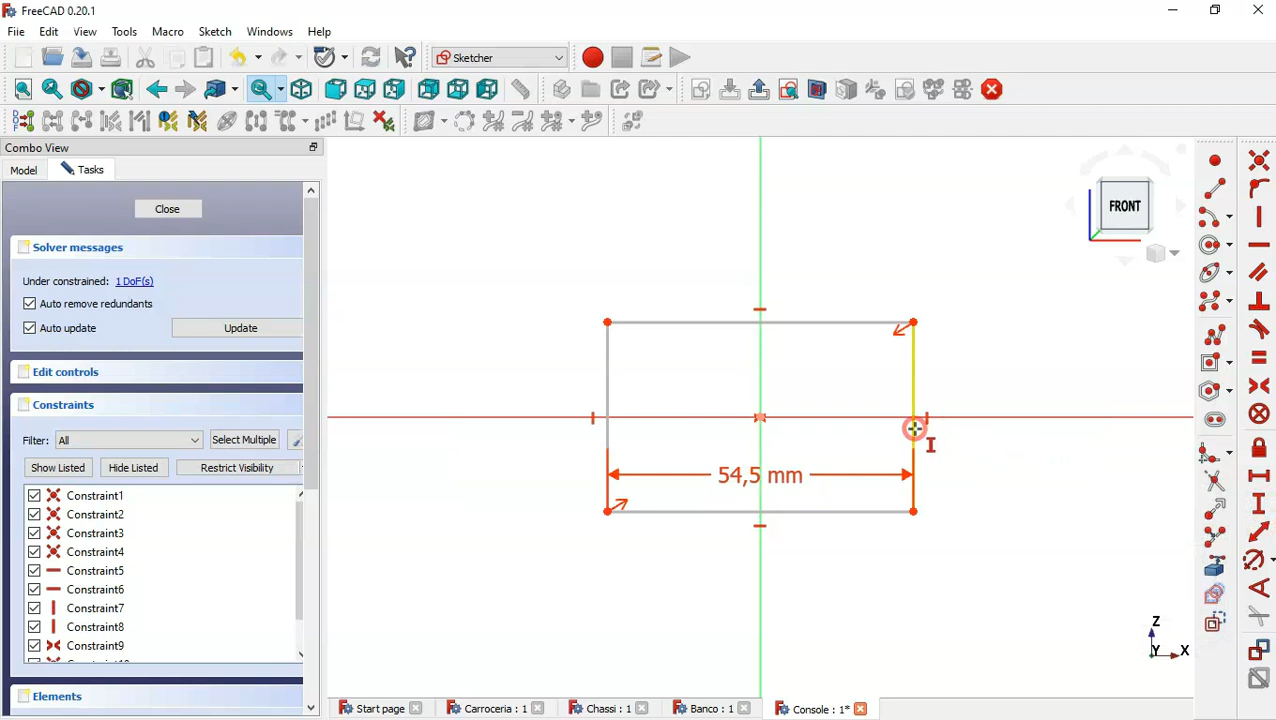 FreeCAD 0.20.1
File Edit View Tools Macro Sketch Windows Help
Sketcher
Combo View
Model Tasks
Close
Solver messages
Under constrained: 1 DoF(s)
Auto remove redundants
Auto update Update
Edit controls
Constraints
Filter: All Select Multiple
Show Listed Hide Listed Restrict Visibility
Constraint1
Constraint2
Constraint3
Constraint4
Constraint5
Constraint6
Constraint7
Constraint8
Constraint9
Constraint10
Elements
FRONT
54,5 mm
Z
Y X
Start page Carroceria : 1 Chassi : 1 Banco : 1 Console : 1*